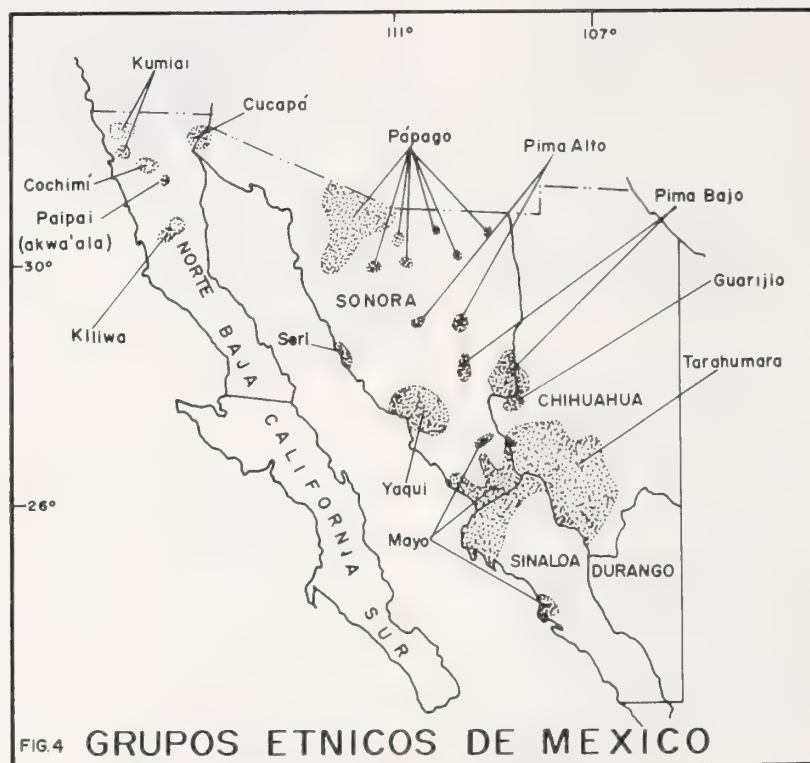 111°
107°
Kumiai
Cucapá
Pápago
Pima Alto
Cochimí
Pima Bajo
Paipai
(akwa'ala)
Guarijio
30°
SONORA
Kiliwa
NORTE BAJA
Seri
Tarahumara
CHIHUAHUA
CALIFORNIA
Yaqui
26°
Mayo
SINALOA
DURANGO
SUR
FIG.4 GRUPOS ETNICOS DE MEXICO